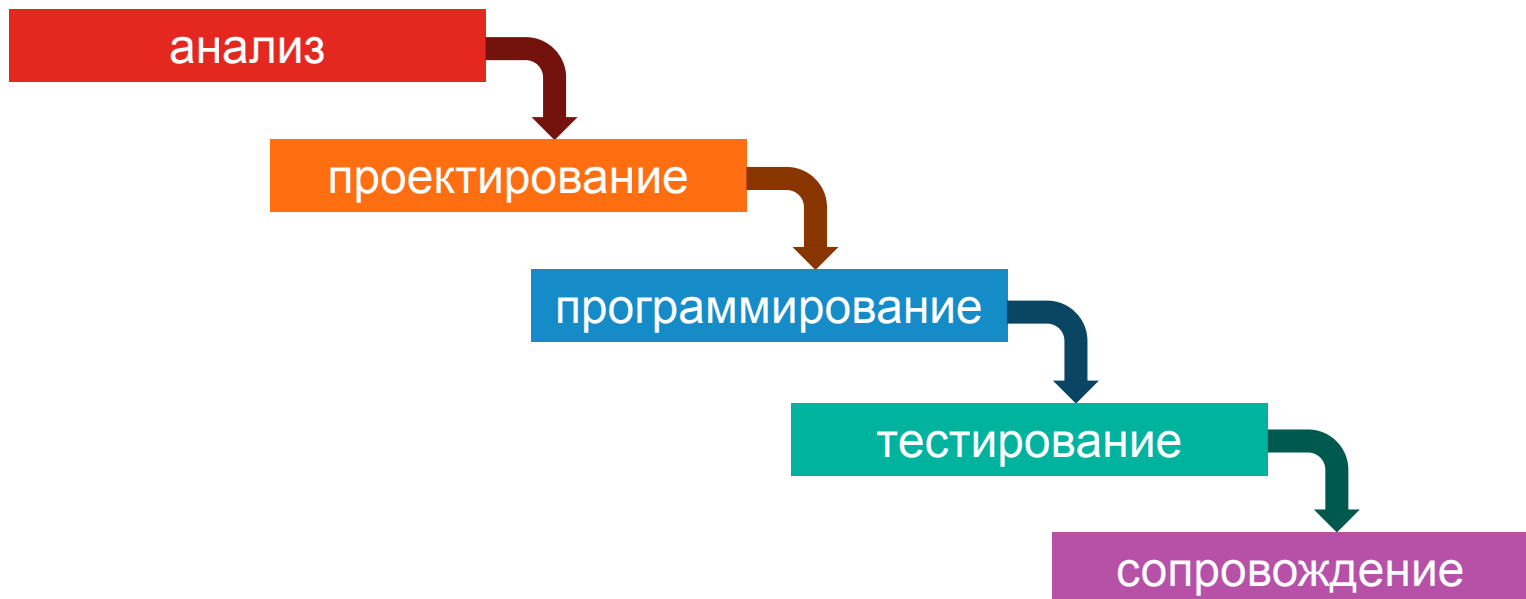 анализ
проектирование
программирование
тестирование
сопровождение